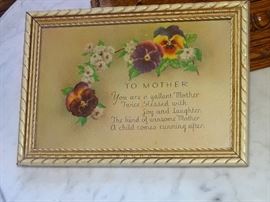 TO MOTHER
You are a gallant Mother
Twice blessed with
joy and laughter.
The kind of winsome Mother
A child comes running after.